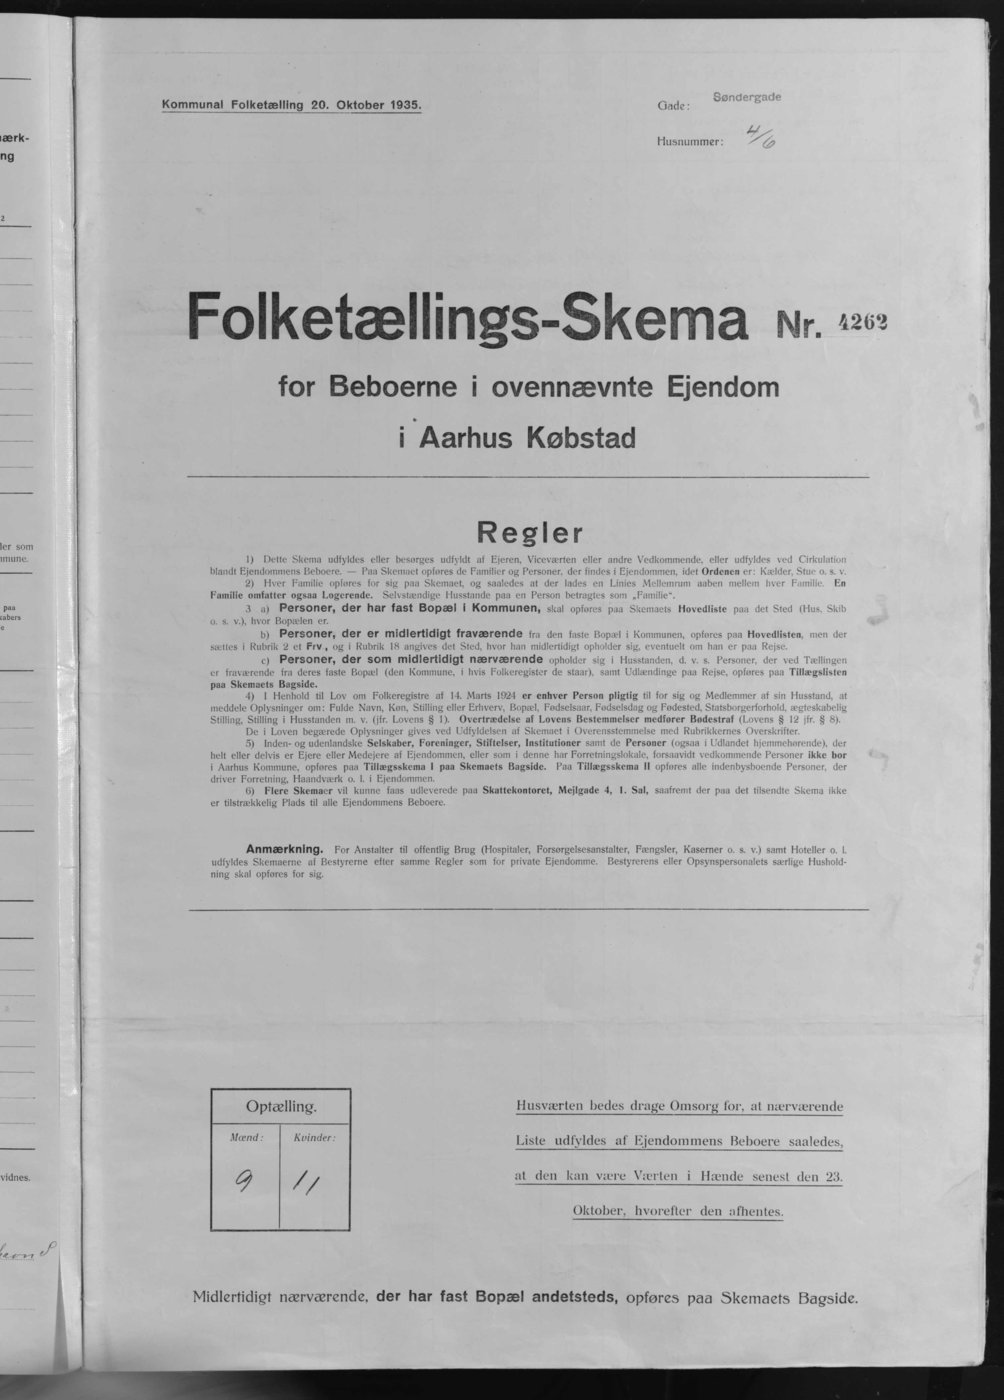 Kommunal Folketælling 20. Oktober 1935.
Gade: Søndergade
Husnummer: 4/6
Folketællings-Skema Nr. 4262
for Beboerne i ovennævnte Ejendom
i Aarhus Købstad
Regler
1) Dette Skema udfyldes eller besørges udfyldt af Ejeren, Viceværten eller andre Vedkommende, eller udfyldes ved Cirkulation
blandt Ejendommens Beboere. — Paa Skemaet opføres de Familier og Personer, der findes i Ejendommen, idet Ordenen er: Kælder, Stue o. s. v.
2) Hver Familie opføres for sig paa Skemaet, og saaledes at der lades en Linies Mellemrum aaben mellem hver Familie. En
Familie omfatter ogsaa Logerende. Selvstændige Husstande paa en Person betragtes som „Familie“.
3 a) Personer, der har fast Bopæl i Kommunen, skal opføres paa Skemaets Hovedliste paa det Sted (Hus, Skib
o. s. v.), hvor Bopælen er.
b) Personer, der er midlertidigt fraværende fra den faste Bopæl i Kommunen, opføres paa Hovedlisten, men der
sættes i Rubrik 2 et Frv., og i Rubrik 18 angives det Sted, hvor han midlertidigt opholder sig, eventuelt om han er paa Rejse.
c) Personer, der som midlertidigt nærværende opholder sig i Husstanden, d. v. s. Personer, der ved Tællingen
er fraværende fra deres faste Bopæl (den Kommune, i hvis Folkeregister de staar), samt Udlændinge paa Rejse, opføres paa Tillægslisten
paa Skemaets Bagside.
4) I Henhold til Lov om Folkeregistre af 14. Marts 1924 er enhver Person pligtig til for sig og Medlemmer af sin Husstand, at
meddele Oplysninger om: Fulde Navn, Køn, Stilling eller Erhverv, Bopæl, Fødselsaar, Fødselsdag og Fødested, Statsborgerforhold, ægteskabelig
Stilling, Stilling i Husstanden m. v. (jfr. Lovens § 1). Overtrædelse af Lovens Bestemmelser medfører Bødestraf (Lovens § 12 jfr. § 8).
De i Loven begærede Oplysninger gives ved Udfyldelsen af Skemaet i Overensstemmelse med Rubrikkernes Overskrifter.
5) Inden- og udenlandske Selskaber, Foreninger, Stiftelser, Institutioner samt de Personer (ogsaa i Udlandet hjemmehørende), der
helt eller delvis er Ejere eller Medejere af Ejendommen, eller som i denne har Forretningslokale, forsaavidt vedkommende Personer ikke bor
i Aarhus Kommune, opføres paa Tillægsskema I paa Skemaets Bagside. Paa Tillægsskema II opføres alle indenbysboende Personer, der
driver Forretning, Haandværk o. l. i Ejendommen.
6) Flere Skemaer vil kunne faas udleverede paa Skattekontoret, Mejlgade 4, 1. Sal, saafremt der paa det tilsendte Skema ikke
er tilstrækkelig Plads til alle Ejendommens Beboere.
Anmærkning. For Anstalter til offentlig Brug (Hospitaler, Forsørgelsesanstalter, Fængsler, Kaserner o. s. v.) samt Hoteller o. l.
udfyldes Skemaerne af Bestyrerne efter samme Regler som for private Ejendomme. Bestyrerens eller Opsynspersonalets særlige Hushold-
ning skal opføres for sig.
Optælling.
Mænd: Kvinder:
9 11
Husværten bedes drage Omsorg for, at nærværende
Liste udfyldes af Ejendommens Beboere saaledes,
at den kan være Værten i Hænde senest den 23.
Oktober, hvorefter den afhentes.
Midlertidigt nærværende, der har fast Bopæl andetsteds, opføres paa Skemaets Bagside.